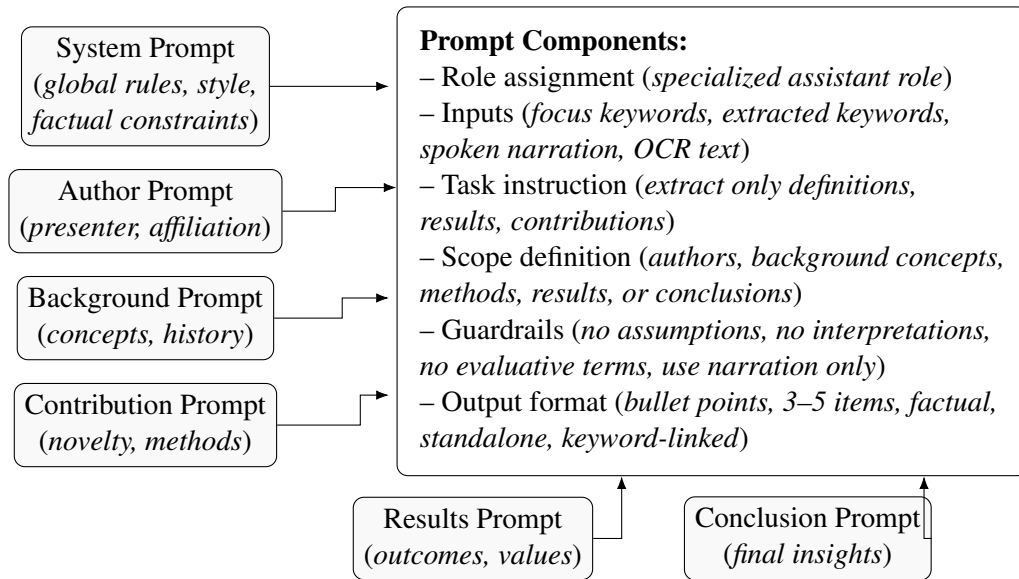 System Prompt
(global rules, style,
factual constraints)
Author Prompt
(presenter, affiliation)
Background Prompt
(concepts, history)
Contribution Prompt
(novelty, methods)
Prompt Components:
– Role assignment (specialized assistant role)
– Inputs (focus keywords, extracted keywords,
spoken narration, OCR text)
– Task instruction (extract only definitions,
results, contributions)
– Scope definition (authors, background concepts,
methods, results, or conclusions)
– Guardrails (no assumptions, no interpretations,
no evaluative terms, use narration only)
– Output format (bullet points, 3–5 items, factual,
standalone, keyword-linked)
Results Prompt
(outcomes, values)
Conclusion Prompt
(final insights)